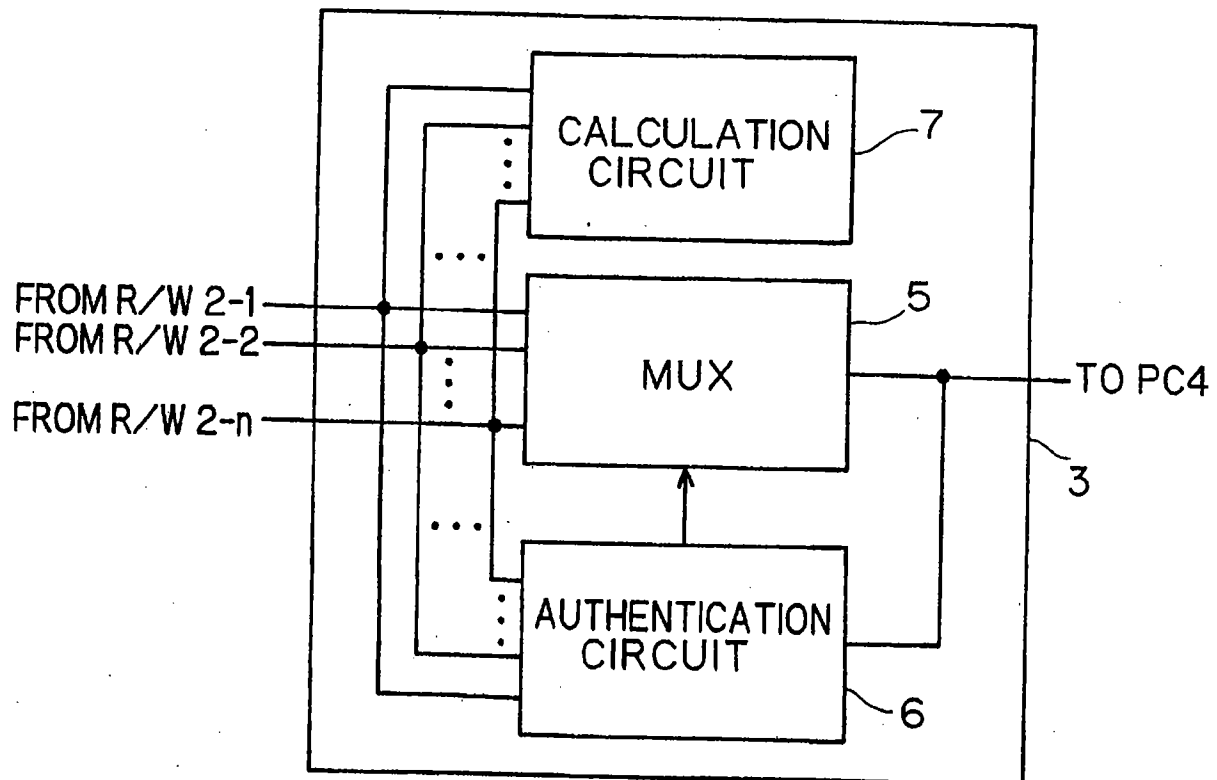 CALCULATION
CIRCUIT
7
FROM R/W 2-1
FROM R/W 2-2
FROM R/W 2-n
MUX
5
TO PC4
3
AUTHENTICATION
CIRCUIT
6